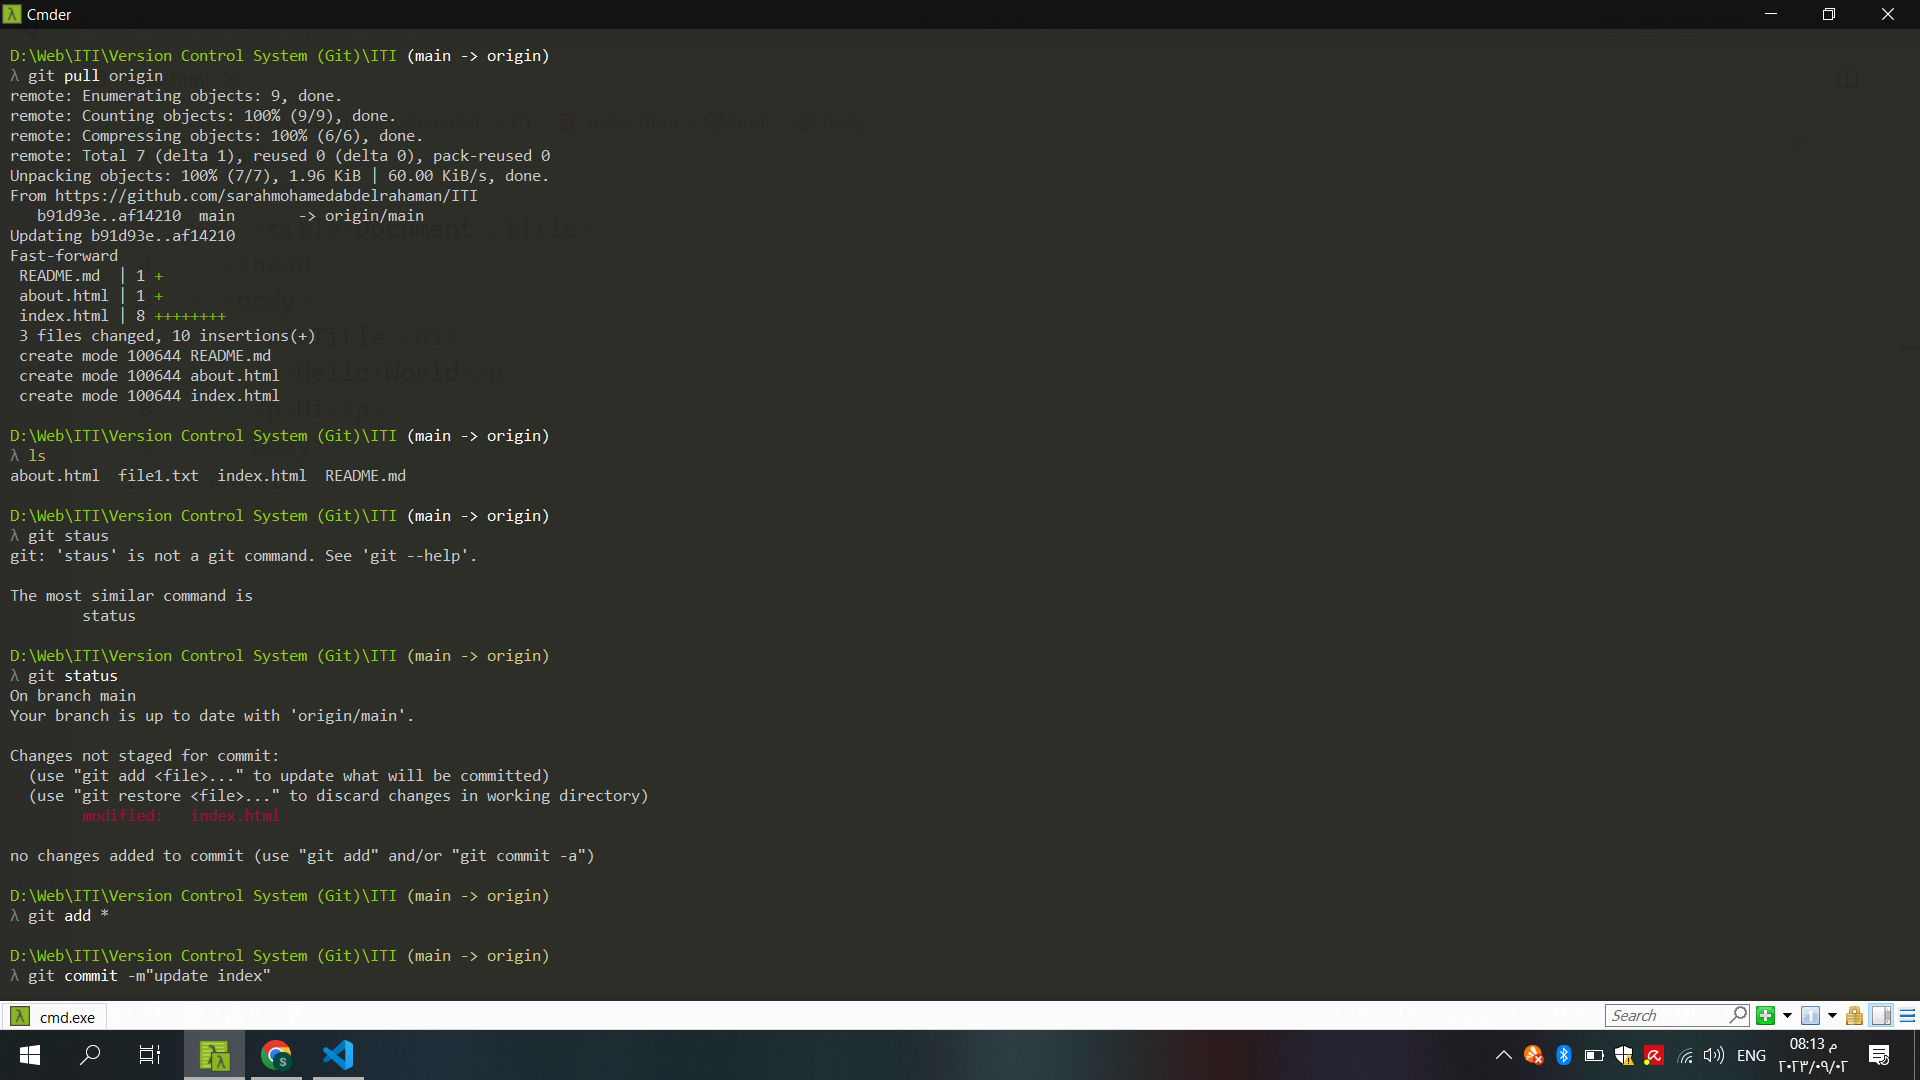 Cmder
D:\Web\ITI\Version Control System (Git)\ITI (main -> origin)
λ git pull origin
remote: Enumerating objects: 9, done.
remote: Counting objects: 100% (9/9), done.
remote: Compressing objects: 100% (6/6), done.
remote: Total 7 (delta 1), reused 0 (delta 0), pack-reused 0
Unpacking objects: 100% (7/7), 1.96 KiB | 60.00 KiB/s, done.
From https://github.com/sarahmohamedabdelrahaman/ITI
   b91d93e..af14210  main       -> origin/main
Updating b91d93e..af14210
Fast-forward
 README.md  | 1 +
 about.html | 1 +
 index.html | 8 ++++++++
 3 files changed, 10 insertions(+)
 create mode 100644 README.md
 create mode 100644 about.html
 create mode 100644 index.html
D:\Web\ITI\Version Control System (Git)\ITI (main -> origin)
λ ls
about.html  file1.txt  index.html  README.md
D:\Web\ITI\Version Control System (Git)\ITI (main -> origin)
λ git staus
git: 'staus' is not a git command. See 'git --help'.
The most similar command is
        status
D:\Web\ITI\Version Control System (Git)\ITI (main -> origin)
λ git status
On branch main
Your branch is up to date with 'origin/main'.
Changes not staged for commit:
  (use "git add <file>..." to update what will be committed)
  (use "git restore <file>..." to discard changes in working directory)
        modified:   index.html
no changes added to commit (use "git add" and/or "git commit -a")
D:\Web\ITI\Version Control System (Git)\ITI (main -> origin)
λ git add *
D:\Web\ITI\Version Control System (Git)\ITI (main -> origin)
λ git commit -m"update index"
cmd.exe
Search
ENG
08:13 م
٢٠٢٣/٠٩/٠٢